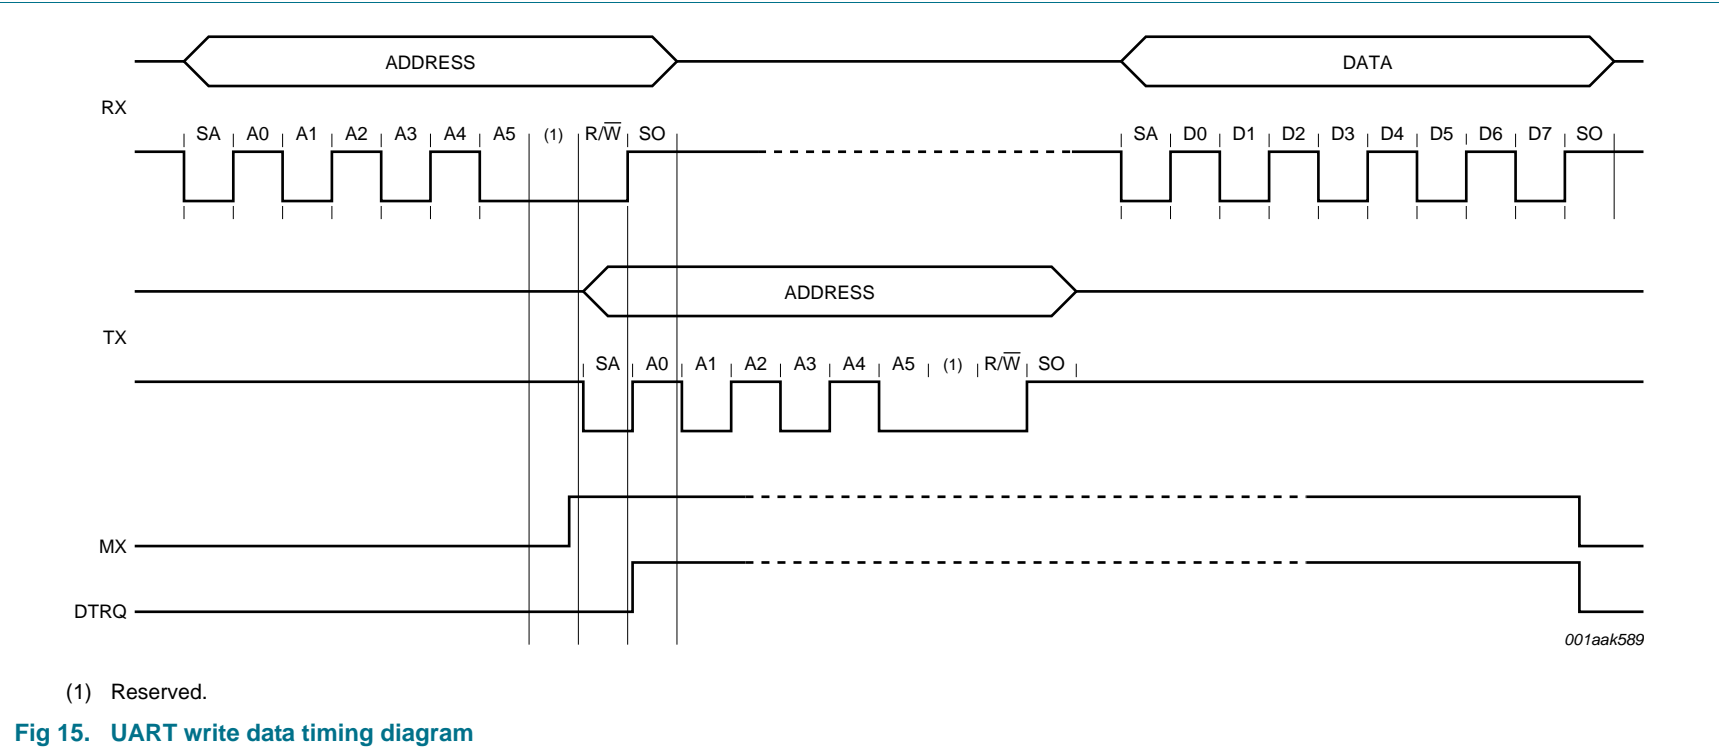 ADDRESS DATA
RX
SA A0 A1 A2 A3 A4 A5 (1) R/W̅ SO SA D0 D1 D2 D3 D4 D5 D6 D7 SO
ADDRESS
TX
SA A0 A1 A2 A3 A4 A5 (1) R/W̅ SO
MX
DTRQ
001aak589
(1) Reserved.
Fig 15. UART write data timing diagram